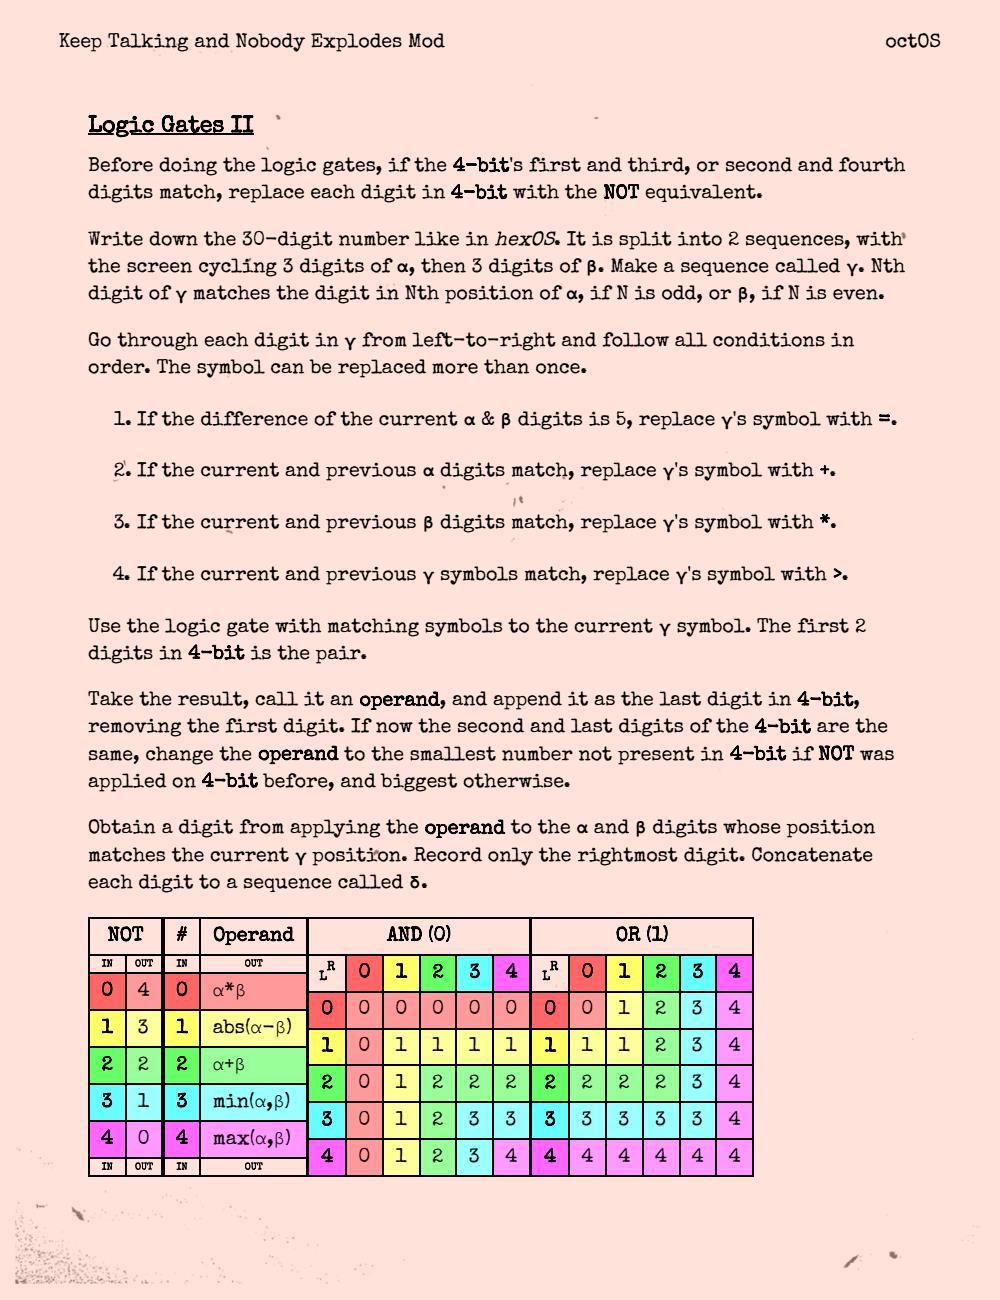 Keep Talking and Nobody Explodes Mod octOS
Logic Gates II
Before doing the logic gates, if the 4-bit's first and third, or second and fourth
digits match, replace each digit in 4-bit with the NOT equivalent.
Write down the 30-digit number like in hexOS. It is split into 2 sequences, with
the screen cycling 3 digits of α, then 3 digits of β. Make a sequence called γ. Nth
digit of γ matches the digit in Nth position of α, if N is odd, or β, if N is even.
Go through each digit in γ from left-to-right and follow all conditions in
order. The symbol can be replaced more than once.
1. If the difference of the current α & β digits is 5, replace γ's symbol with =.
2. If the current and previous α digits match, replace γ's symbol with +.
3. If the current and previous β digits match, replace γ's symbol with *.
4. If the current and previous γ symbols match, replace γ's symbol with >.
Use the logic gate with matching symbols to the current γ symbol. The first 2
digits in 4-bit is the pair.
Take the result, call it an operand, and append it as the last digit in 4-bit,
removing the first digit. If now the second and last digits of the 4-bit are the
same, change the operand to the smallest number not present in 4-bit if NOT was
applied on 4-bit before, and biggest otherwise.
Obtain a digit from applying the operand to the α and β digits whose position
matches the current γ position. Record only the rightmost digit. Concatenate
each digit to a sequence called δ.
NOT # Operand AND (0) OR (1)
IN OUT IN OUT L R 0 1 2 3 4 L R 0 1 2 3 4
0 4 0 α*β 0 0 0 0 0 0 0 0 1 2 3 4
1 3 1 abs(α-β) 1 0 1 1 1 1 1 1 1 2 3 4
2 2 2 α+β 2 0 1 2 2 2 2 2 2 2 3 4
3 1 3 min(α,β) 3 0 1 2 3 3 3 3 3 3 3 4
4 0 4 max(α,β) 4 0 1 2 3 4 4 4 4 4 4 4
IN OUT IN OUT